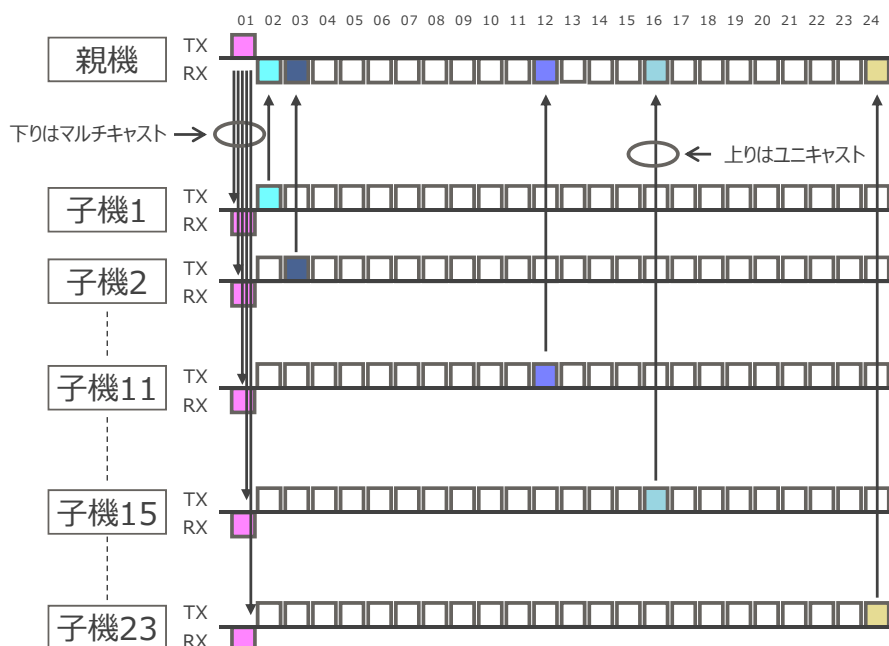 01 02 03 04 05 06 07 08 09 10 11 12 13 14 15 16 17 18 19 20 21 22 23 24
親機
TX
RX
下りはマルチキャスト
上りはユニキャスト
子機1
TX
RX
子機2
TX
RX
子機11
TX
RX
子機15
TX
RX
子機23
TX
RX